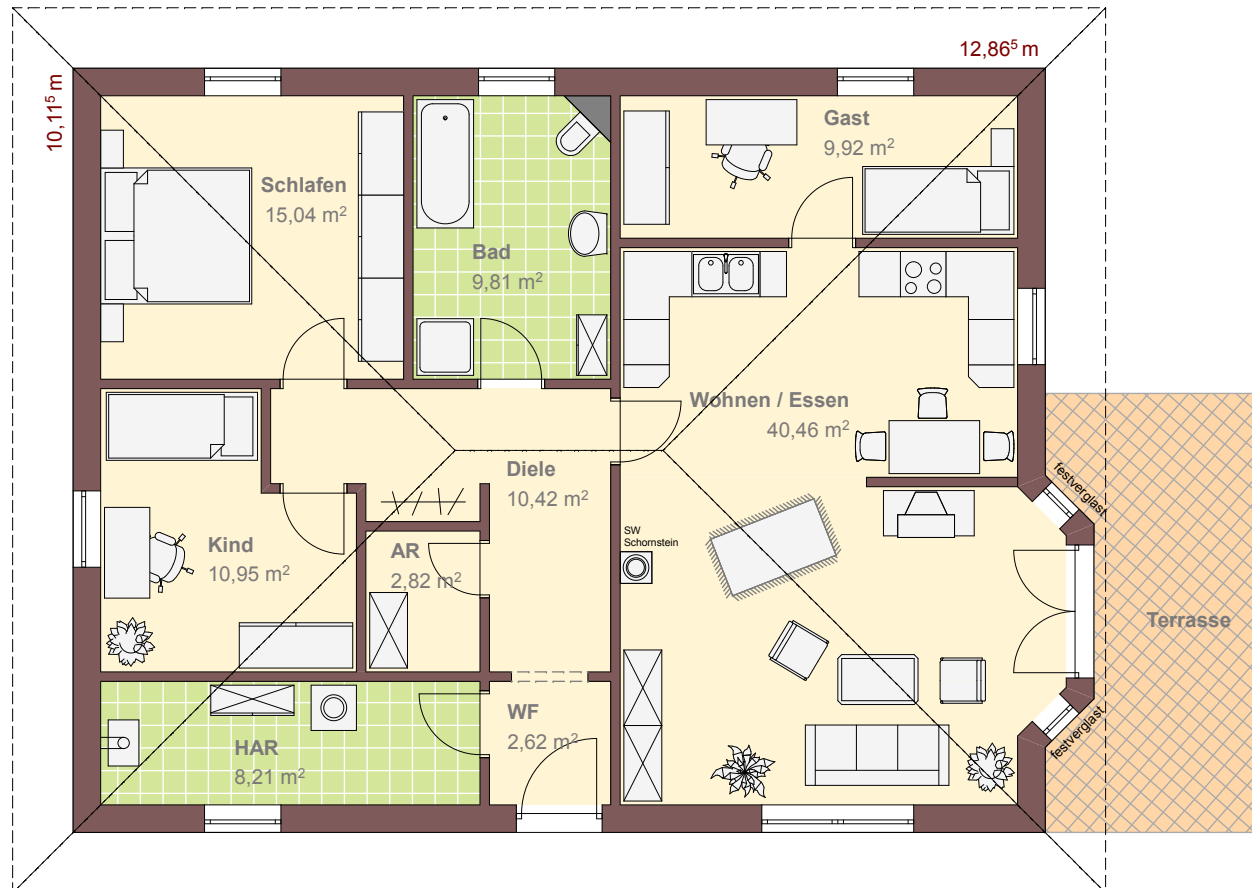 12,86⁵ m
10,11⁵ m
Gast
9,92 m²
Schlafen
15,04 m²
Bad
9,81 m²
Wohnen / Essen
40,46 m²
Diele
10,42 m²
festverglast
SW
Schornstein
Kind
10,95 m²
AR
2,82 m²
Terrasse
WF
2,62 m²
HAR
8,21 m²
festverglast